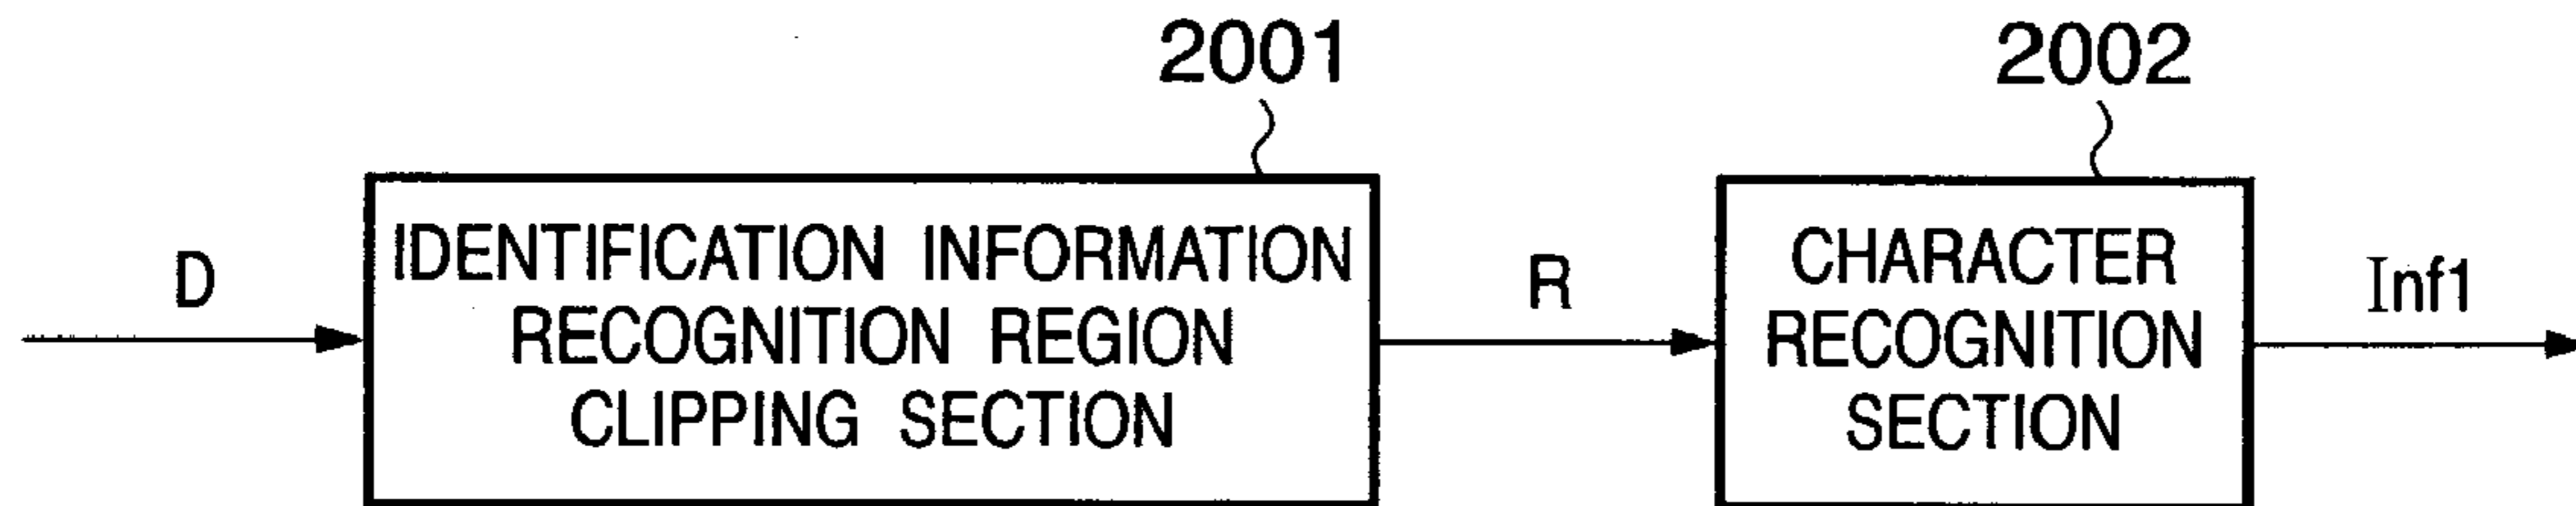 2001
2002
D
IDENTIFICATION INFORMATION
RECOGNITION REGION
CLIPPING SECTION
R
CHARACTER
RECOGNITION
SECTION
Inf1